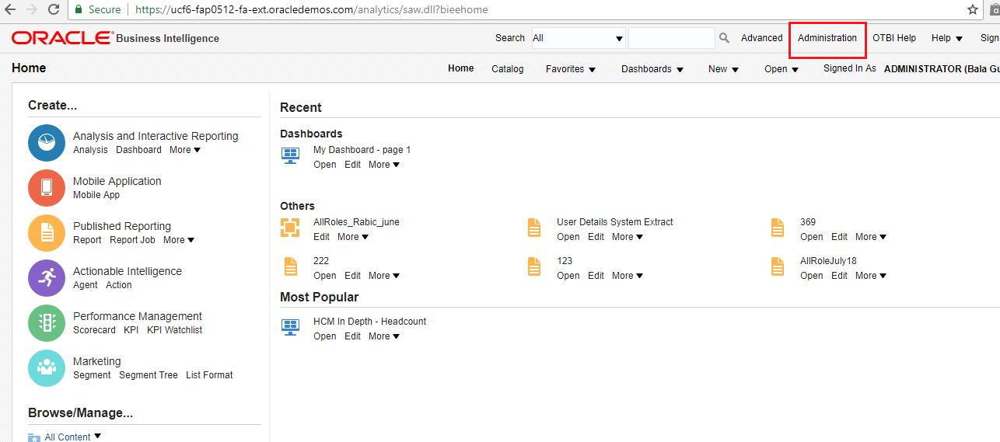 Secure https://ucf6-fap0512-fa-ext.oracledemos.com/analytics/saw.dll?bieehome
ORACLE Business Intelligence Search All Advanced Administration OTBI Help Help Sign
Home Home Catalog Favorites Dashboards New Open Signed In As ADMINISTRATOR (Bala Gu
Create...
Analysis and Interactive Reporting
Analysis Dashboard More
Mobile Application
Mobile App
Published Reporting
Report Report Job More
Actionable Intelligence
Agent Action
Performance Management
Scorecard KPI KPI Watchlist
Marketing
Segment Segment Tree List Format
Browse/Manage...
All Content
Recent
Dashboards
My Dashboard - page 1
Open Edit More
Others
AllRoles_Rabic_june User Details System Extract 369
Edit More Open Edit More Open Edit More
222 123 AllRoleJuly18
Open Edit More Open Edit More Open Edit More
Most Popular
HCM In Depth - Headcount
Open Edit More